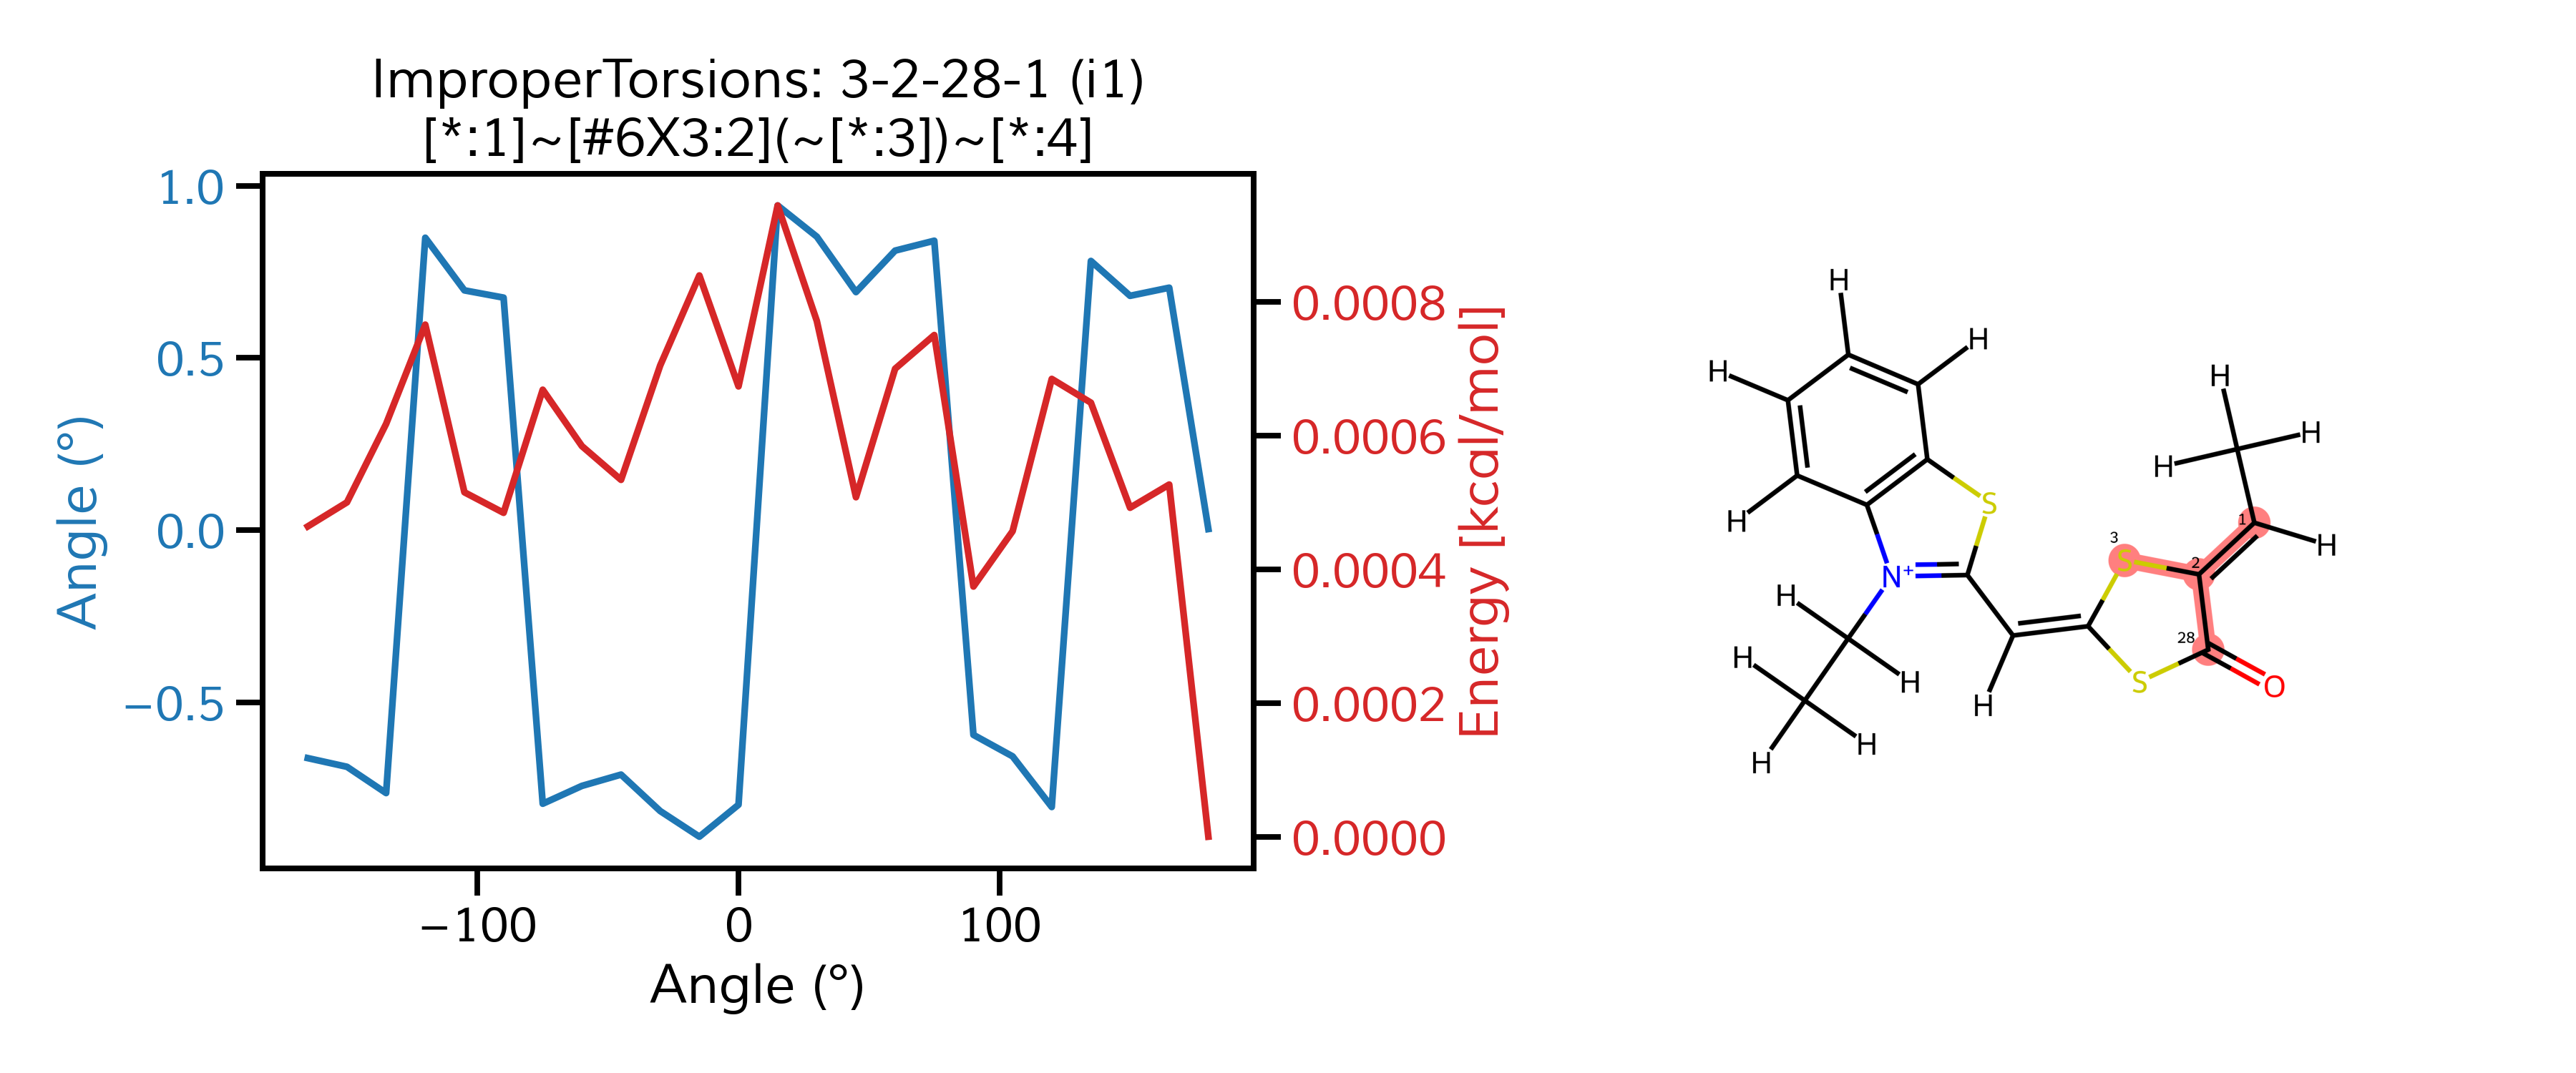 ImproperTorsions: 3-2-28-1 (i1)
[*:1]~[#6X3:2](~[*:3])~[*:4]
1.0
0.5
0.0
−0.5
Angle (°)
−100
0
100
Angle (°)
0.0008
0.0006
0.0004
0.0002
0.0000
Energy [kcal/mol]
H
H
H
H
H
H
H
S
1
H
3
S
2
N+
H
28
H
H
S
O
H
H
H